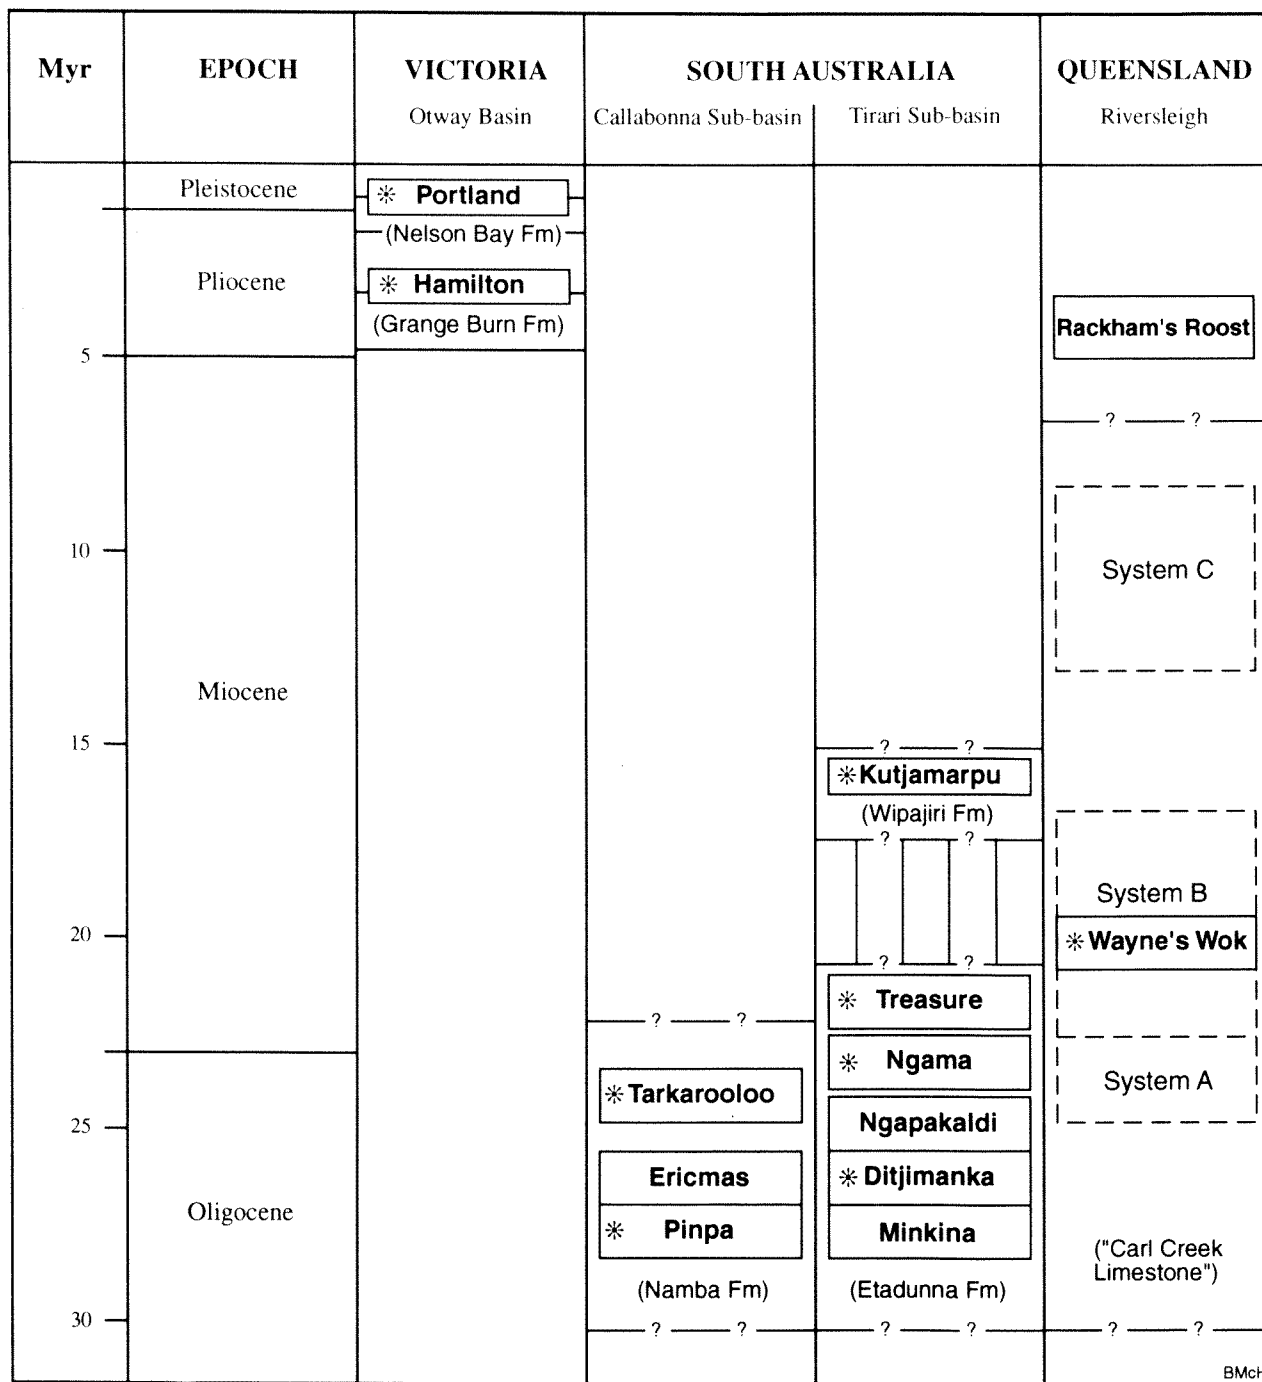 Myr EPOCH VICTORIA SOUTH AUSTRALIA QUEENSLAND
Otway Basin Callabonna Sub-basin Tirari Sub-basin Riversleigh
Pleistocene ✳ Portland
(Nelson Bay Fm)
Pliocene ✳ Hamilton
(Grange Burn Fm)
Rackham's Roost
5
? ?
10
System C
Miocene
15
? ?
✳ Kutjamarpu
(Wipajiri Fm)
? ?
System B
20
✳ Wayne's Wok
? ?
✳ Treasure
? ?
✳ Ngama
System A
✳ Tarkarooloo
25
Ngapakaldi
Ericmas ✳ Ditjimanka
Oligocene ✳ Pinpa Minkina
("Carl Creek
Limestone")
(Namba Fm) (Etadunna Fm)
30
? ? ? ? ? ?
BMcH